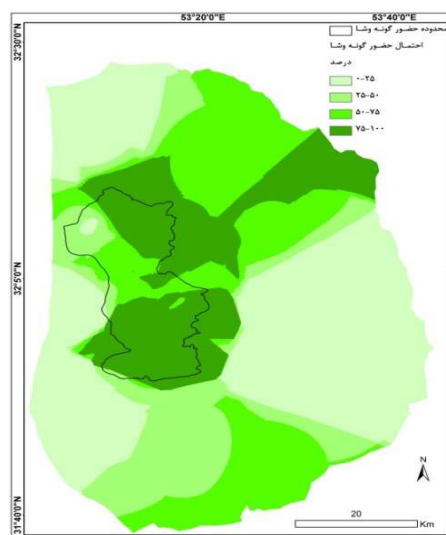 53°20'0"E
53°40'0"E
32°30'0"N
32°5'0"N
31°40'0"N
محدوده حضور گونه وشا
احتمال حضور گونه وشا
درصد
۰-۲۵
۲۵-۵۰
۵۰-۷۵
۷۵-۱۰۰
N
20
Km